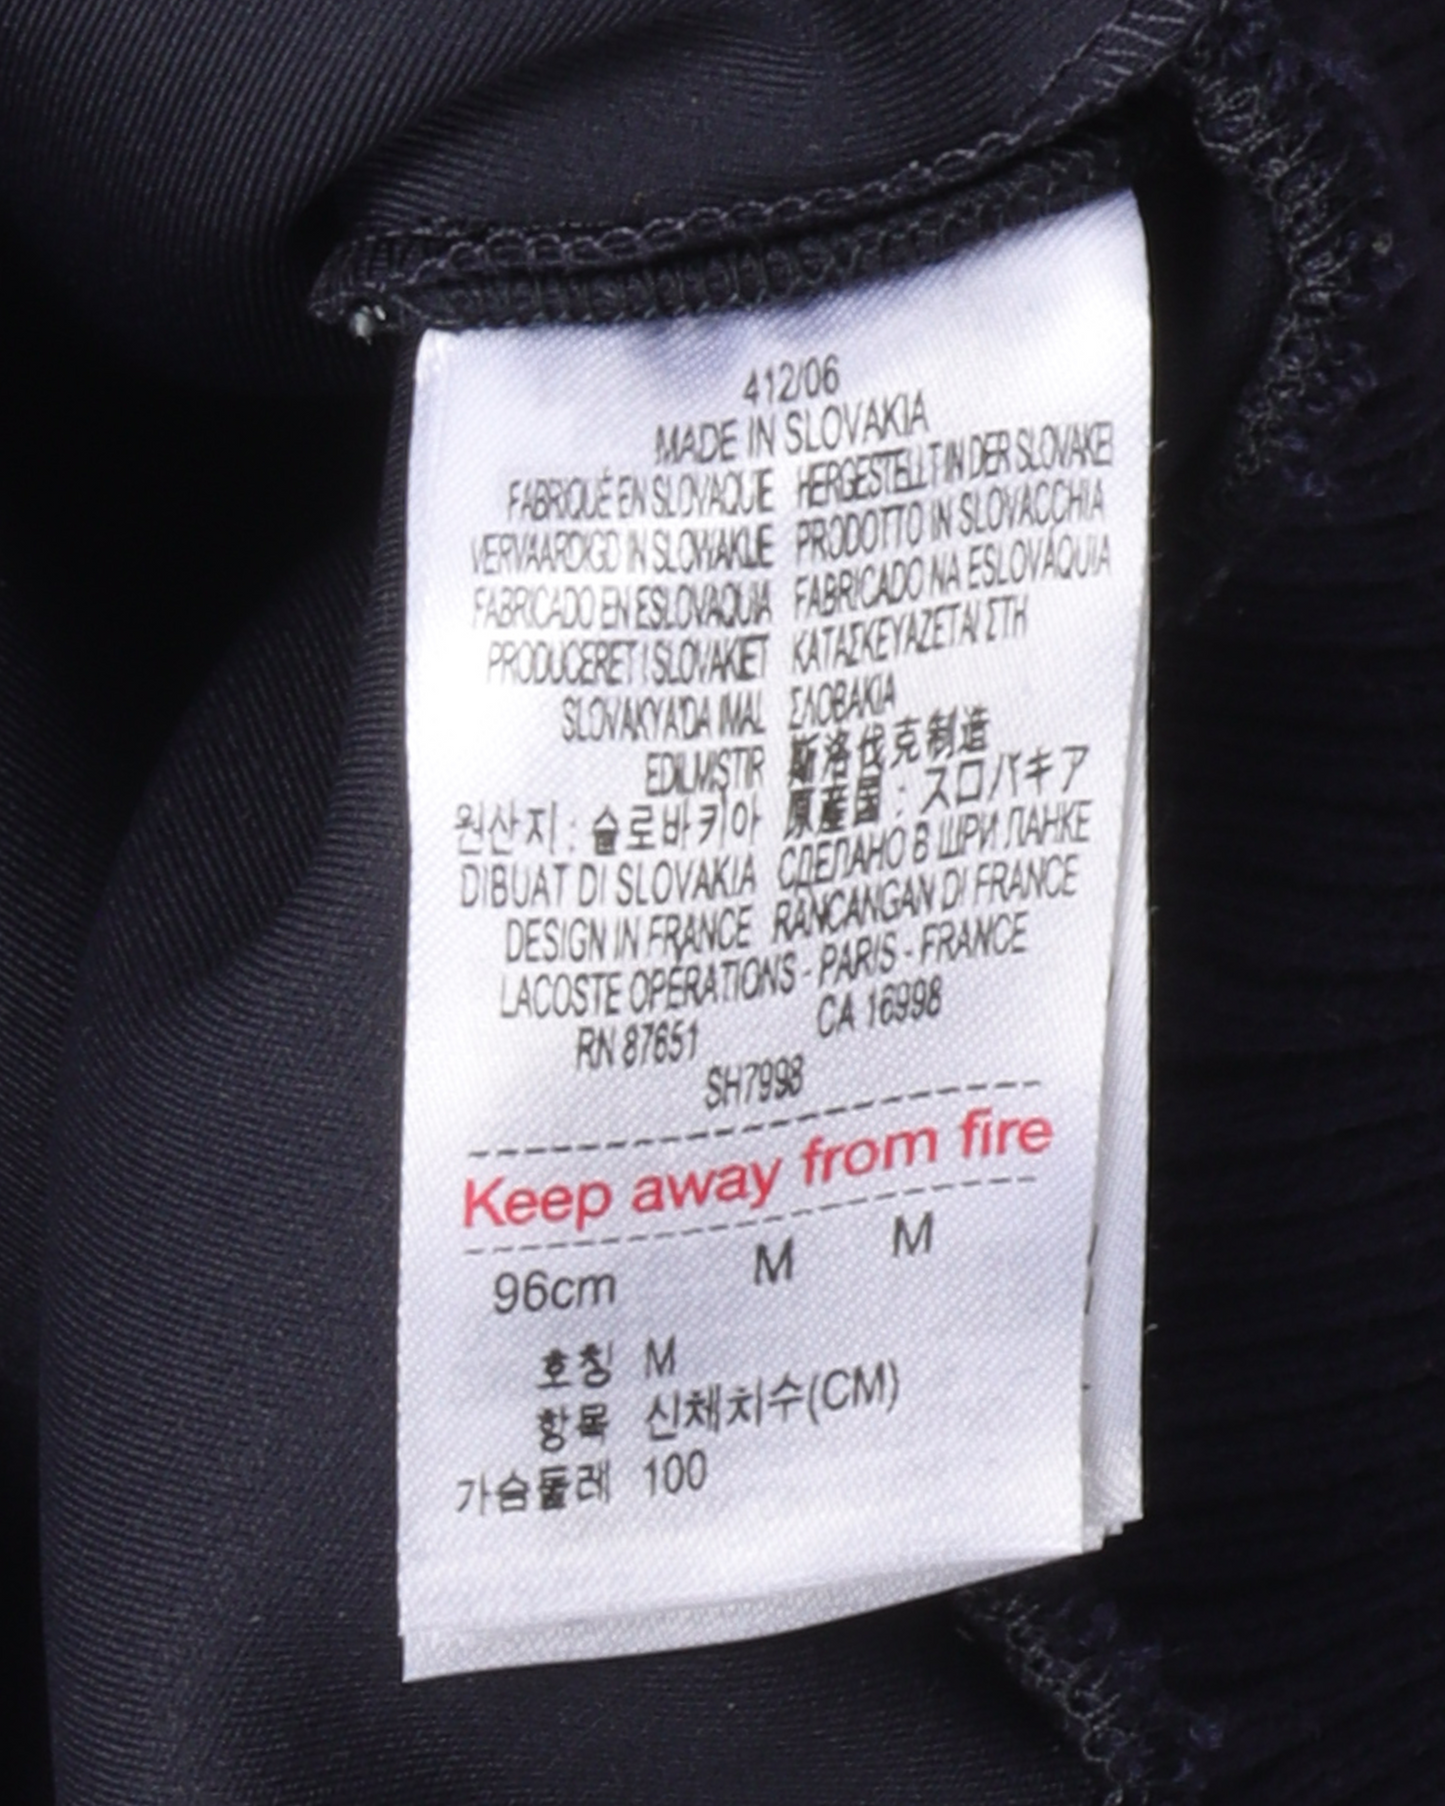 412/06
MADE IN SLOVAKIA
FABRIQUÉ EN SLOVAQUIE HERGESTELLT IN DER SLOVAKEI
VERVAARDIGD IN SLOWAKIJE PRODOTTO IN SLOVACCHIA
FABRICADO EN ESLOVAQUIA FABRICADO NA ESLOVÁQUIA
PRODUCERET I SLOVAKIET ΚΑΤΑΣΚΕΥΑΖΕΤΑΙ ΣΤΗ
SLOVAKYA'DA IMAL ΣΛΟΒΑΚΙΑ
EDILMISTIR 斯洛伐克制造
원산지 : 슬로바키아 原産国 : スロバキア
DIBUAT DI SLOVAKIA СДЕЛАНО В ШРИ ЛАНКЕ
DESIGN IN FRANCE RANCANGAN DI FRANCE
LACOSTE OPERATIONS - PARIS - FRANCE
RN 87651 CA 16998
SH7998
Keep away from fire
96cm M M
호칭 M
항목 신체치수(CM)
가슴둘레 100